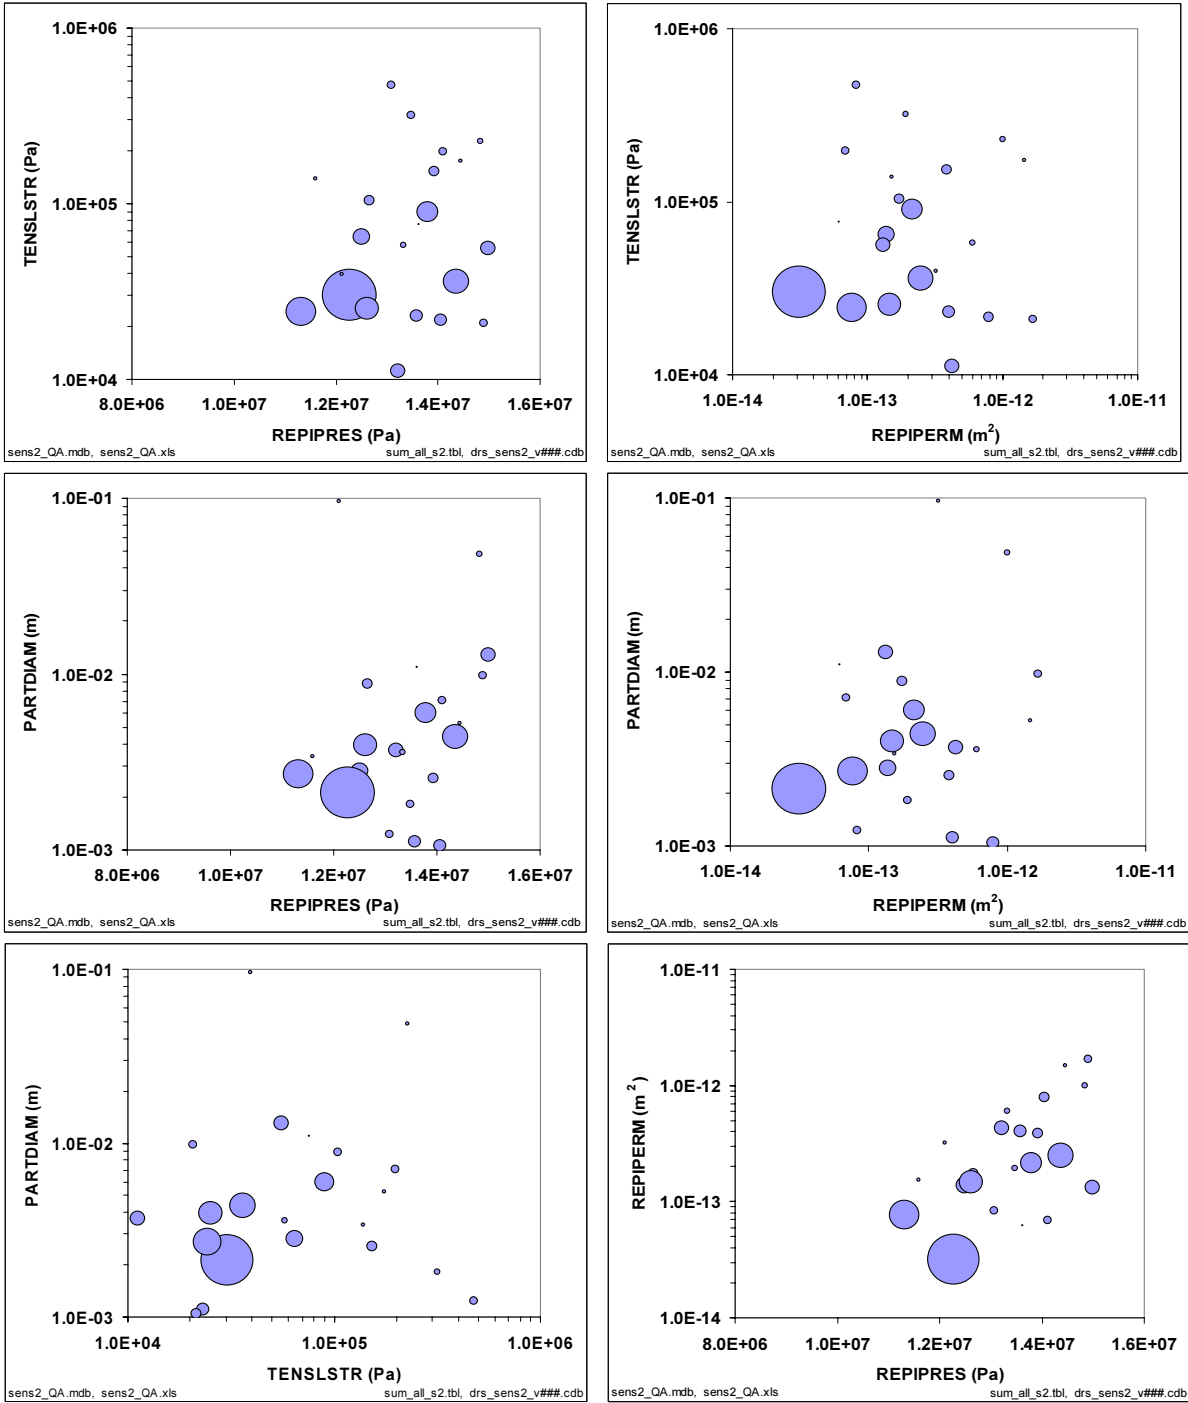 1.0E+06
1.0E+05
1.0E+04
TENSLSTR (Pa)
8.0E+06 1.0E+07 1.2E+07 1.4E+07 1.6E+07
REPIPRES (Pa)
sens2_QA.mdb, sens2_QA.xls sum_all_s2.tbl, drs_sens2_v###.cdb
1.0E+06
1.0E+05
1.0E+04
TENSLSTR (Pa)
1.0E-14 1.0E-13 1.0E-12 1.0E-11
REPIPERM (m²)
sens2_QA.mdb, sens2_QA.xls sum_all_s2.tbl, drs_sens2_v###.cdb
1.0E-01
1.0E-02
1.0E-03
PARTDIAM (m)
8.0E+06 1.0E+07 1.2E+07 1.4E+07 1.6E+07
REPIPRES (Pa)
sens2_QA.mdb, sens2_QA.xls sum_all_s2.tbl, drs_sens2_v###.cdb
1.0E-01
1.0E-02
1.0E-03
PARTDIAM (m)
1.0E-14 1.0E-13 1.0E-12 1.0E-11
REPIPERM (m²)
sens2_QA.mdb, sens2_QA.xls sum_all_s2.tbl, drs_sens2_v###.cdb
1.0E-01
1.0E-02
1.0E-03
PARTDIAM (m)
1.0E+04 1.0E+05 1.0E+06
TENSLSTR (Pa)
sens2_QA.mdb, sens2_QA.xls sum_all_s2.tbl, drs_sens2_v###.cdb
1.0E-11
1.0E-12
1.0E-13
1.0E-14
REPIPERM (m²)
8.0E+06 1.0E+07 1.2E+07 1.4E+07 1.6E+07
REPIPRES (Pa)
sens2_QA.mdb, sens2_QA.xls sum_all_s2.tbl, drs_sens2_v###.cdb